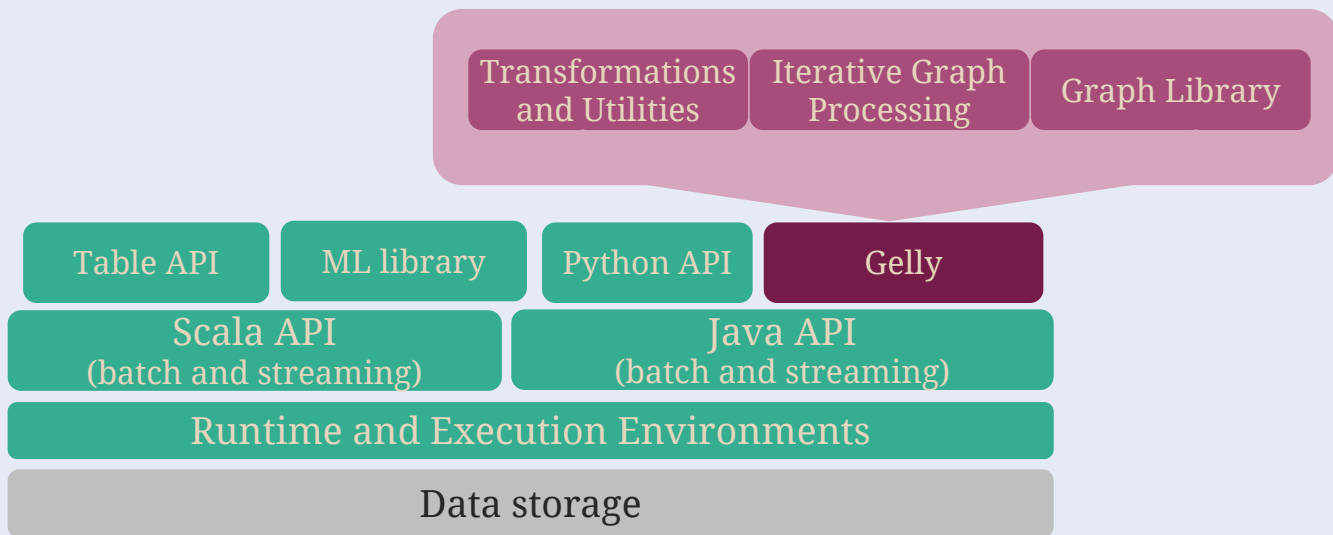 Transformations
and Utilities
Iterative Graph
Processing
Graph Library
Table API
ML library
Python API
Gelly
Scala API
(batch and streaming)
Java API
(batch and streaming)
Runtime and Execution Environments
Data storage